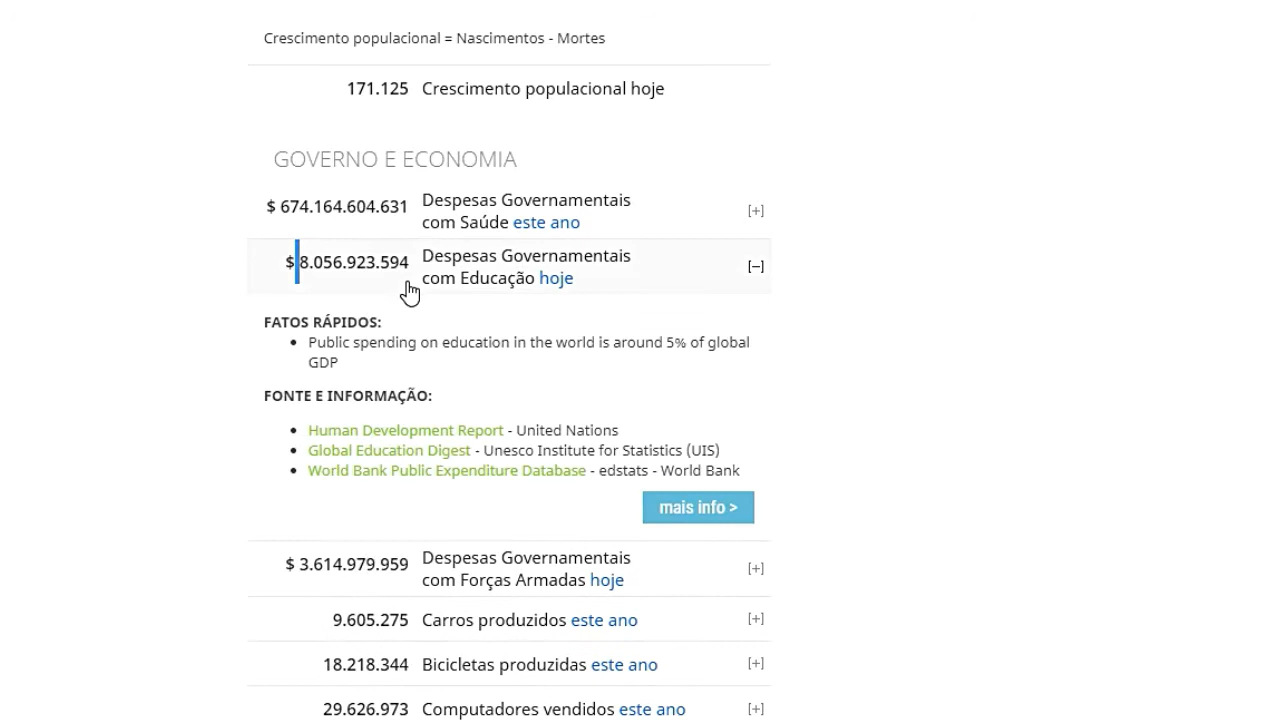 Crescimento populacional = Nascimentos - Mortes
171.125 Crescimento populacional hoje
GOVERNO E ECONOMIA
$ 674.164.604.631 Despesas Governamentais
com Saúde este ano [+]
$ 8.056.923.594 Despesas Governamentais
com Educação hoje [–]
FATOS RÁPIDOS:
• Public spending on education in the world is around 5% of global
GDP
FONTE E INFORMAÇÃO:
• Human Development Report - United Nations
• Global Education Digest - Unesco Institute for Statistics (UIS)
• World Bank Public Expenditure Database - edstats - World Bank
mais info >
$ 3.614.979.959 Despesas Governamentais
com Forças Armadas hoje [+]
9.605.275 Carros produzidos este ano [+]
18.218.344 Bicicletas produzidas este ano [+]
29.626.973 Computadores vendidos este ano [+]